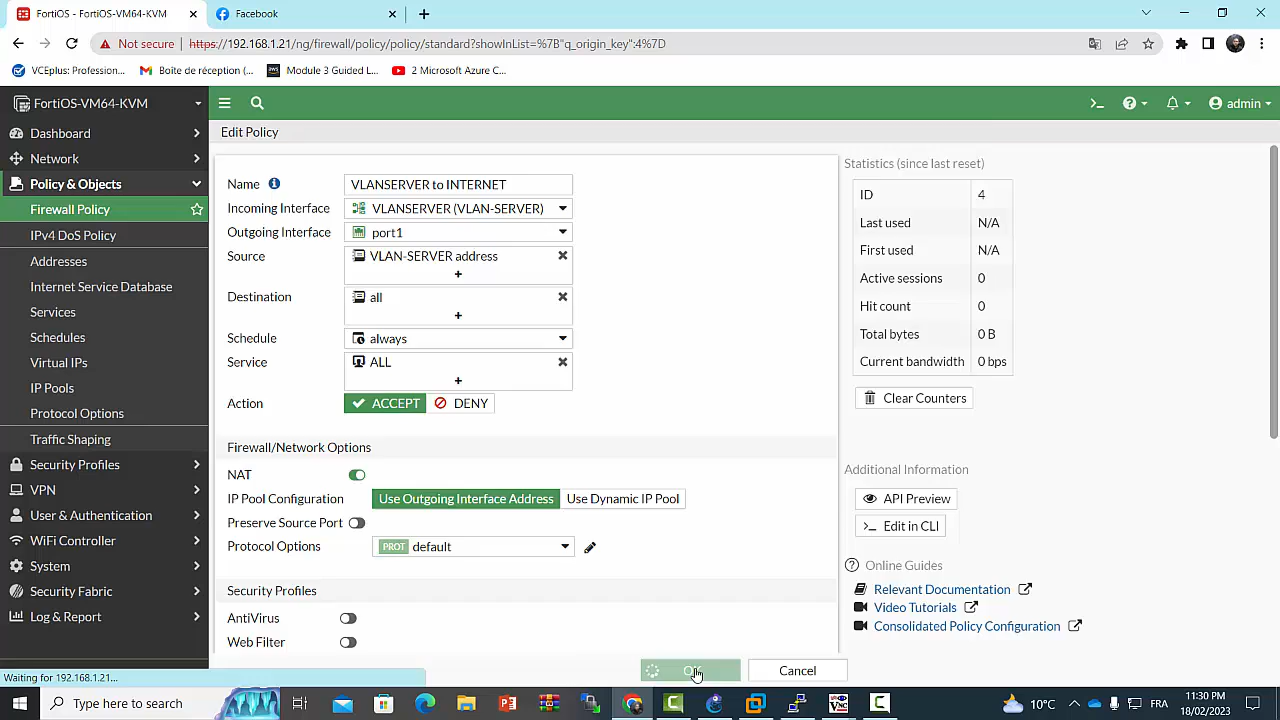 FortiOS - FortiOS-VM64-KVM
Facebook
Not secure https://192.168.1.21/ng/firewall/policy/policy/standard?showInList=%7B"q_origin_key":4%7D
VCEplus: Profession...
Boîte de réception (...
Module 3 Guided L...
2 Microsoft Azure C...
FortiOS-VM64-KVM
admin
Dashboard
Network
Policy & Objects
Firewall Policy
IPv4 DoS Policy
Addresses
Internet Service Database
Services
Schedules
Virtual IPs
IP Pools
Protocol Options
Traffic Shaping
Security Profiles
VPN
User & Authentication
WiFi Controller
System
Security Fabric
Log & Report
Edit Policy
Name VLANSERVER to INTERNET
Incoming Interface VLANSERVER (VLAN-SERVER)
Outgoing Interface port1
Source VLAN-SERVER address
+
Destination all
+
Schedule always
Service ALL
+
Action ACCEPT DENY
Firewall/Network Options
NAT
IP Pool Configuration Use Outgoing Interface Address Use Dynamic IP Pool
Preserve Source Port
Protocol Options PROT default
Security Profiles
AntiVirus
Web Filter
OK Cancel
Statistics (since last reset)
ID 4
Last used N/A
First used N/A
Active sessions 0
Hit count 0
Total bytes 0 B
Current bandwidth 0 bps
Clear Counters
Additional Information
API Preview
Edit in CLI
Online Guides
Relevant Documentation
Video Tutorials
Consolidated Policy Configuration
Waiting for 192.168.1.21...
Type here to search
10°C
FRA
11:30 PM
18/02/2023